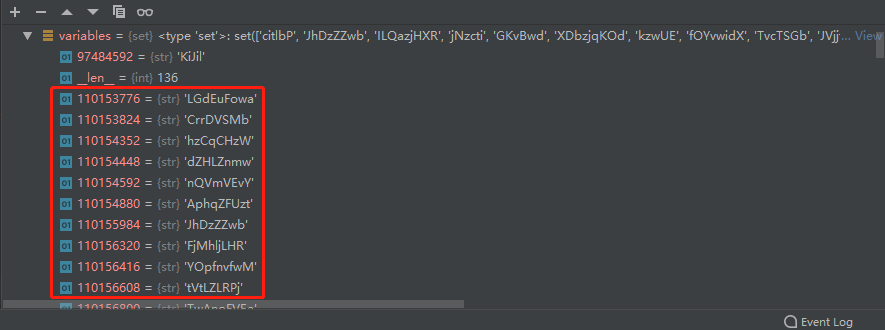 variables = {set} <type 'set'>: set(['citlbP', 'JhDzZZwb', 'ILQazjHXR', 'jNzcti', 'GKvBwd', 'XDbzjqKOd', 'kzwUE', 'fOYvwidX', 'TvcTSGb', 'JVjj... View
01 97484592 = {str} 'KiJil'
01 __len__ = {int} 136
01 110153776 = {str} 'LGdEuFowa'
01 110153824 = {str} 'CrrDVSMb'
01 110154352 = {str} 'hzCqCHzW'
01 110154448 = {str} 'dZHLZnmw'
01 110154592 = {str} 'nQVmVEvY'
01 110154880 = {str} 'AphqZFUzt'
01 110155984 = {str} 'JhDzZZwb'
01 110156320 = {str} 'FjMhljLHR'
01 110156416 = {str} 'YOpfnvfwM'
01 110156608 = {str} 'tVtLZLRPj'
Event Log